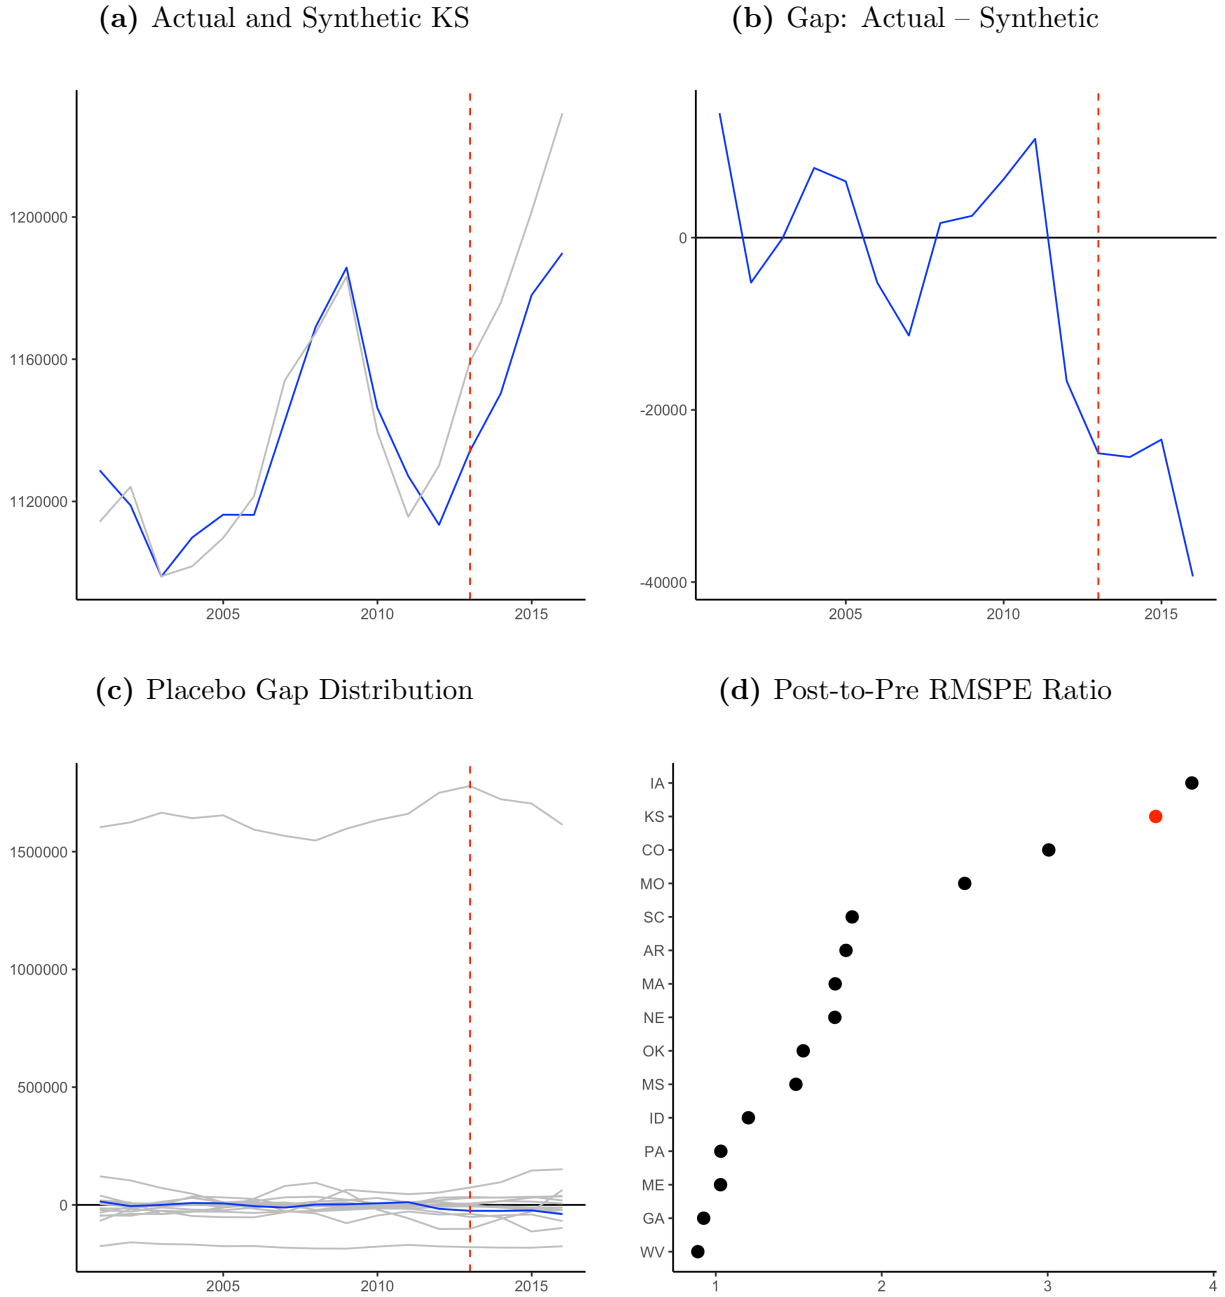 (a) Actual and Synthetic KS
1200000
1160000
1120000
2005 2010 2015
(b) Gap: Actual – Synthetic
0
-20000
-40000
2005 2010 2015
(c) Placebo Gap Distribution
1500000
1000000
500000
0
2005 2010 2015
(d) Post-to-Pre RMSPE Ratio
IA
KS
CO
MO
SC
AR
MA
NE
OK
MS
ID
PA
ME
GA
WV
1 2 3 4